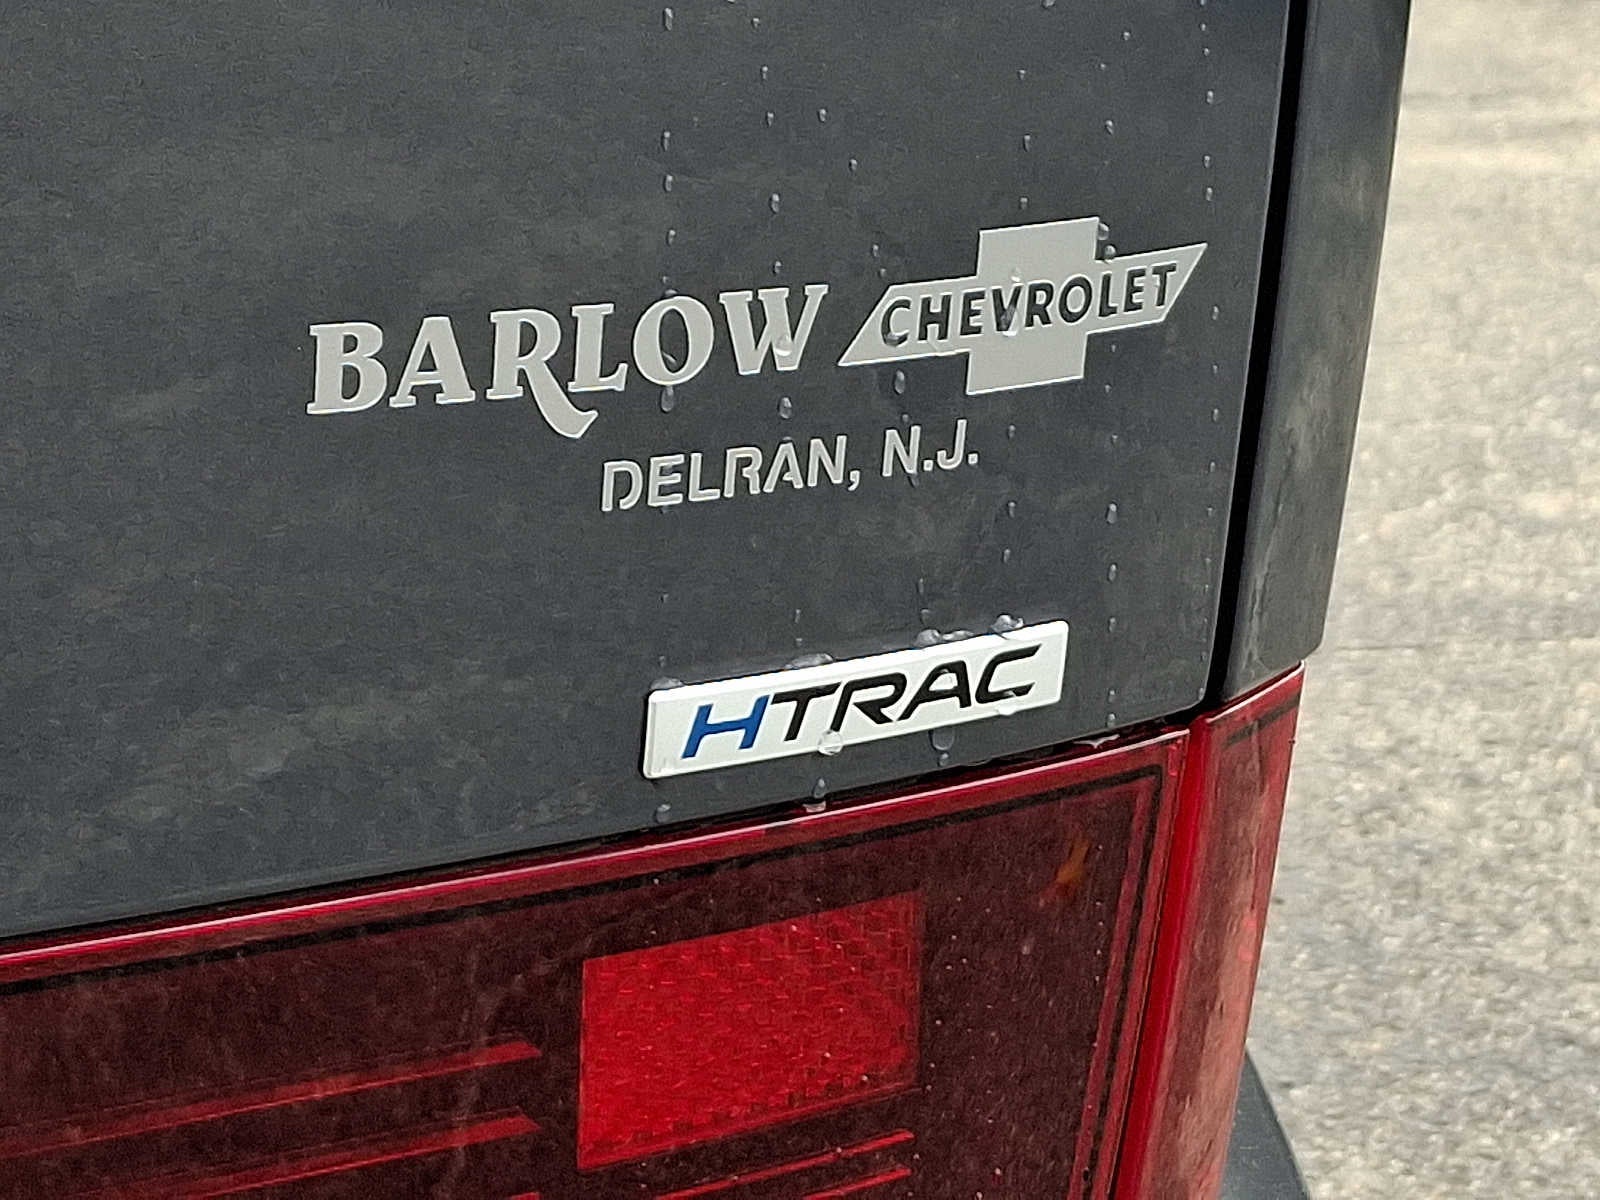 BARLOW CHEVROLET
DELRAN, N.J.
HTRAC